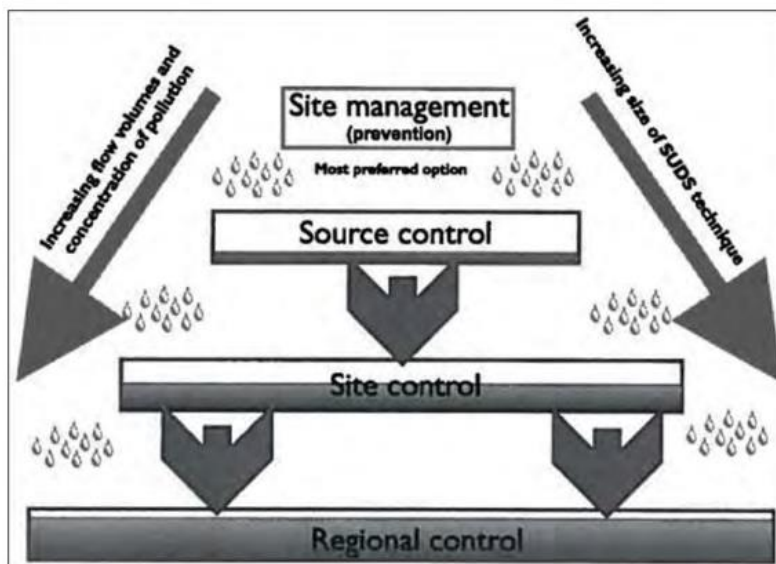 Increasing flow volumes and
concentration of pollution
Increasing size of SUDS technique
Site management
(prevention)
Most preferred option
Source control
Site control
Regional control